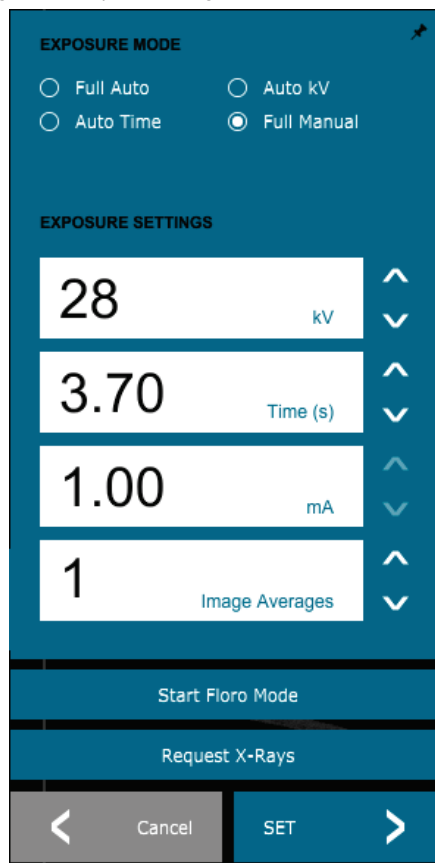 EXPOSURE MODE
Full Auto Auto kV
Auto Time Full Manual
EXPOSURE SETTINGS
28 kV
3.70 Time (s)
1.00 mA
1 Image Averages
Start Floro Mode
Request X-Rays
Cancel SET